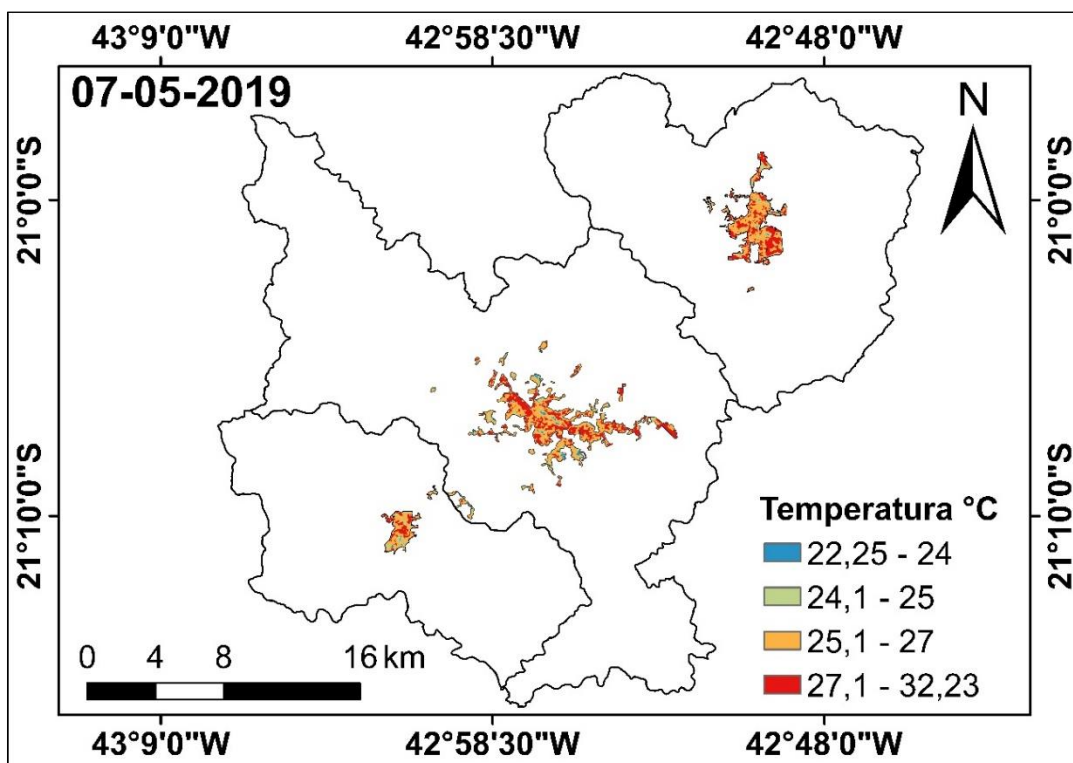 43°9'0"W 42°58'30"W 42°48'0"W
07-05-2019
N
21°0'0"S 21°0'0"S
21°10'0"S 21°10'0"S
Temperatura °C
22,25 - 24
24,1 - 25
25,1 - 27
27,1 - 32,23
0 4 8 16 km
43°9'0"W 42°58'30"W 42°48'0"W